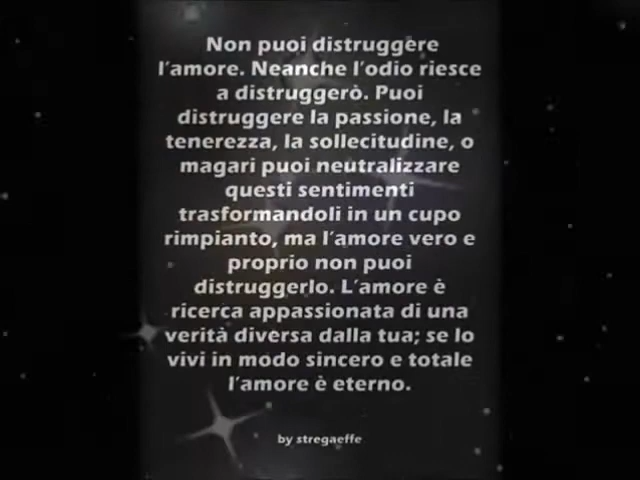 Non puoi distruggere
l'amore. Neanche l'odio riesce
a distruggerò. Puoi
distruggere la passione, la
tenerezza, la sollecitudine, o
magari puoi neutralizzare
questi sentimenti
trasformandoli in un cupo
rimpianto, ma l'amore vero e
proprio non puoi
distruggerlo. L'amore è
ricerca appassionata di una
verità diversa dalla tua; se lo
vivi in modo sincero e totale
l'amore è eterno.
by stregaeffe